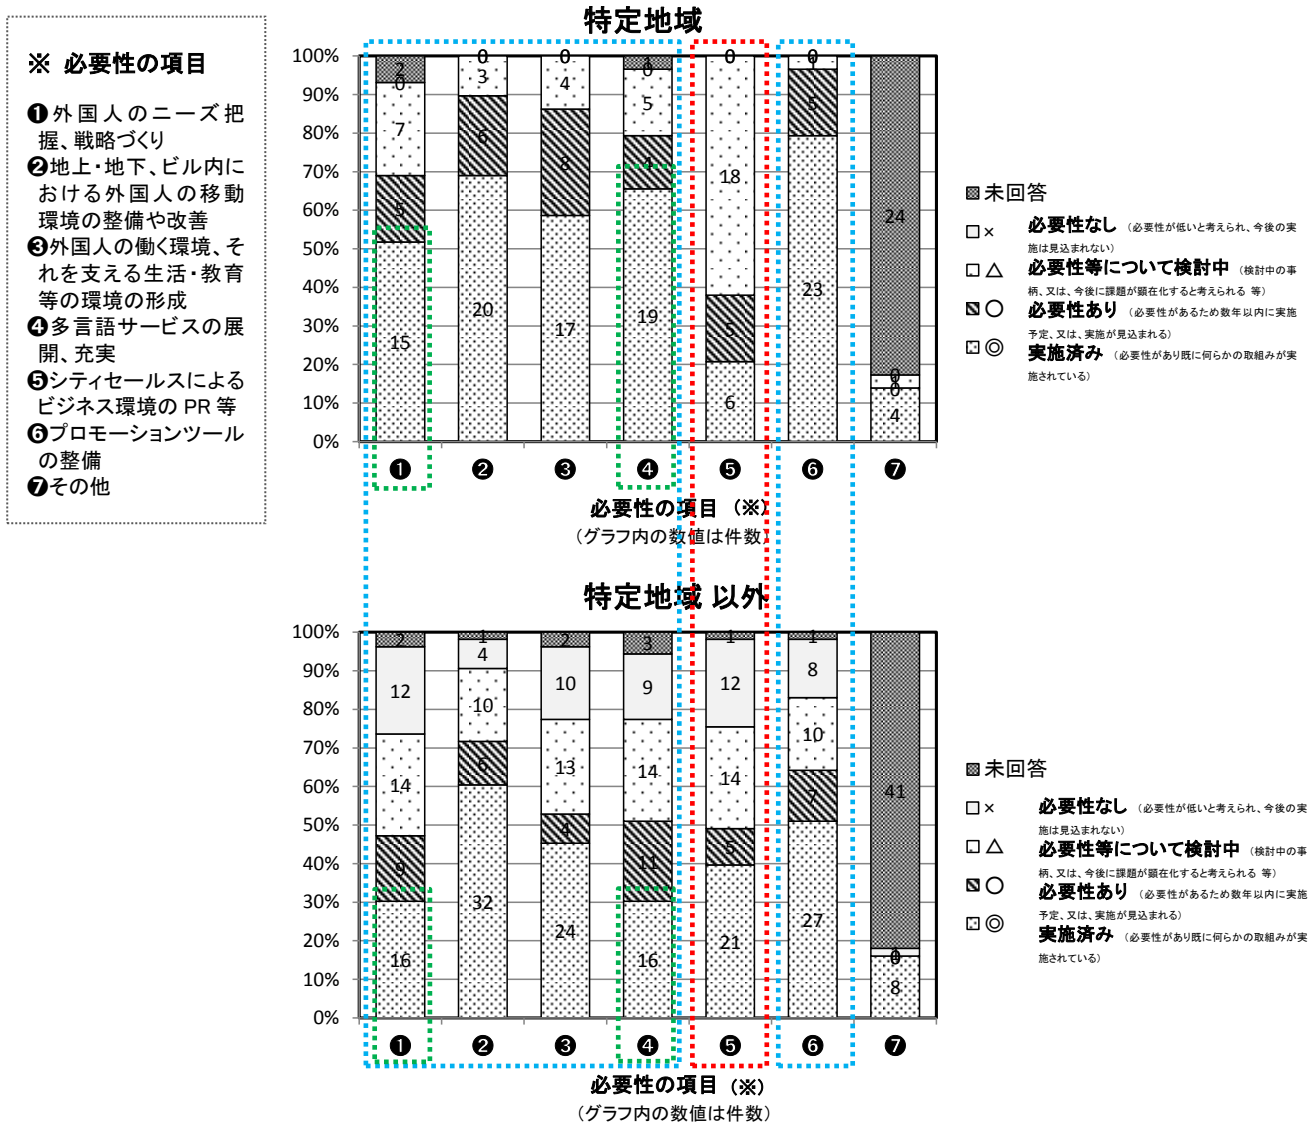 ※ 必要性の項目
❶外国人のニーズ把
握、戦略づくり
❷地上・地下、ビル内に
おける外国人の移動
環境の整備や改善
❸外国人の働く環境、そ
れを支える生活・教育
等の環境の形成
❹多言語サービスの展
開、充実
❺シティセールスによる
ビジネス環境の PR 等
❻プロモーションツール
の整備
❼その他
特定地域
100%
90%
80%
70%
60%
50%
40%
30%
20%
10%
0%
2 0 0 1 0 0
0 3 4 0 1
7 6 8 5 18 5 24
5 4
15 20 17 19 5 23
6 0
0
4
❶ ❷ ❸ ❹ ❺ ❻ ❼
必要性の項目 (※)
(グラフ内の数値は件数)
未回答
× 必要性なし (必要性が低いと考えられ、今後の実
施は見込まれない)
△ 必要性等について検討中 (検討中の事
柄、又は、今後に課題が顕在化すると考えられる 等)
○ 必要性あり (必要性があるため数年以内に実施
予定、又は、実施が見込まれる)
◎ 実施済み (必要性があり既に何らかの取組みが実
施されている)
特定地域 以外
100%
90%
80%
70%
60%
50%
40%
30%
20%
10%
0%
2 1 2 3 1 1
12 4 10 9 12 8
14 10 13 14 14 10 41
9 6 4 11 5 7
16 32 24 16 21 27 8
❶ ❷ ❸ ❹ ❺ ❻ ❼
必要性の項目 (※)
(グラフ内の数値は件数)
未回答
× 必要性なし (必要性が低いと考えられ、今後の実
施は見込まれない)
△ 必要性等について検討中 (検討中の事
柄、又は、今後に課題が顕在化すると考えられる 等)
○ 必要性あり (必要性があるため数年以内に実施
予定、又は、実施が見込まれる)
◎ 実施済み (必要性があり既に何らかの取組みが実
施されている)